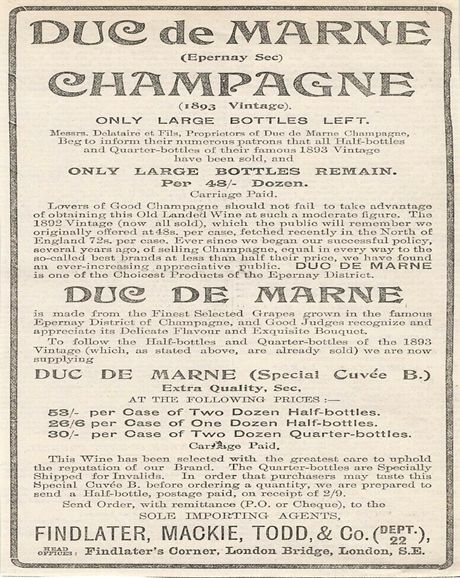 DUC de MARNE
(Epernay Sec)
CHAMPAGNE
(1893 Vintage).
ONLY LARGE BOTTLES LEFT.
Messrs. Delataire et Fils, Proprietors of Duc de Marne Champagne,
Beg to inform their numerous patrons that all Half-bottles
and Quarter-bottles of their famous 1893 Vintage
have been sold, and
ONLY LARGE BOTTLES REMAIN.
Per 48/- Dozen.
Carriage Paid.
Lovers of Good Champagne should not fail to take advantage
of obtaining this Old Landed Wine at such a moderate figure. The
1892 Vintage (now all sold), which the public will remember we
originally offered at 48s. per case, fetched recently in the North of
England 72s. per case. Ever since we began our successful policy,
several years ago, of selling Champagne, equal in every way to the
so-called best brands at less than half their price, we have found
an ever-increasing appreciative public. DUC DE MARNE
is one of the Choicest Products of the Epernay District.
DUC DE MARNE
is made from the Finest Selected Grapes grown in the famous
Epernay District of Champagne, and Good Judges recognize and
appreciate its Delicate Flavour and Exquisite Bouquet.
To follow the Half-bottles and Quarter-bottles of the 1893
Vintage (which, as stated above, are already sold) we are now
supplying
DUC DE MARNE (Special Cuvée B.)
Extra Quality, Sec,
AT THE FOLLOWING PRICES :—
53/- per Case of Two Dozen Half-bottles.
26/6 per Case of One Dozen Half-bottles.
30/- per Case of Two Dozen Quarter-bottles.
Carriage Paid.
This Wine has been selected with the greatest care to uphold
the reputation of our Brand. The Quarter-bottles are Specially
Shipped for Invalids. In order that purchasers may taste this
Special Cuvée B. before ordering a quantity, we are prepared to
send a Half-bottle, postage paid, on receipt of 2/9.
Send Order, with remittance (P.O. or Cheque), to the
SOLE IMPORTING AGENTS,
FINDLATER, MACKIE, TODD, & Co. (DEPT. 22),
HEAD OFFICES: Findlater's Corner, London Bridge, London, S.E.